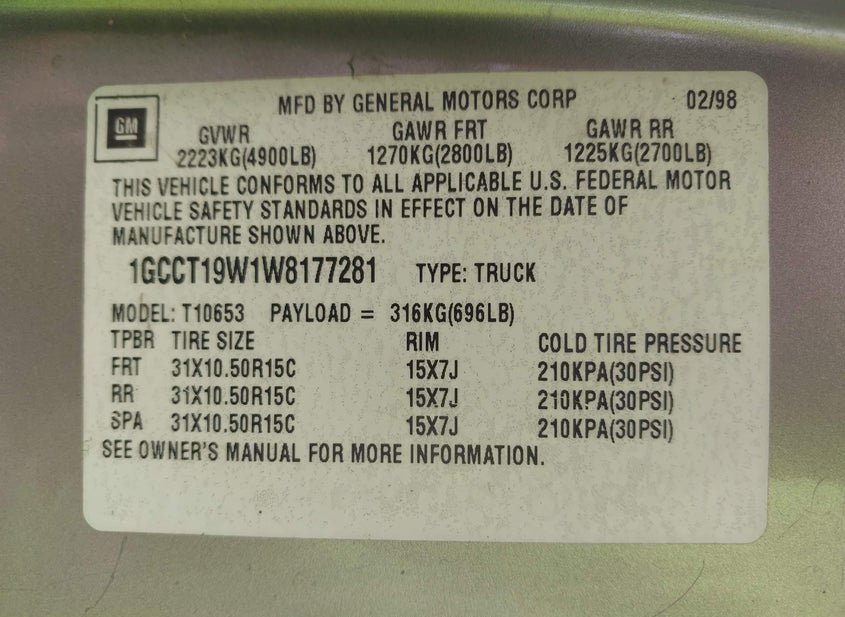 MFD BY GENERAL MOTORS CORP 02/98
GM
GVWR GAWR FRT GAWR RR
2223KG(4900LB) 1270KG(2800LB) 1225KG(2700LB)
THIS VEHICLE CONFORMS TO ALL APPLICABLE U.S. FEDERAL MOTOR
VEHICLE SAFETY STANDARDS IN EFFECT ON THE DATE OF
MANUFACTURE SHOWN ABOVE.
1GCCT19W1W8177281 TYPE: TRUCK
MODEL: T10653 PAYLOAD = 316KG(696LB)
TPBR TIRE SIZE RIM COLD TIRE PRESSURE
FRT 31X10.50R15C 15X7J 210KPA(30PSI)
RR 31X10.50R15C 15X7J 210KPA(30PSI)
SPA 31X10.50R15C 15X7J 210KPA(30PSI)
SEE OWNER'S MANUAL FOR MORE INFORMATION.